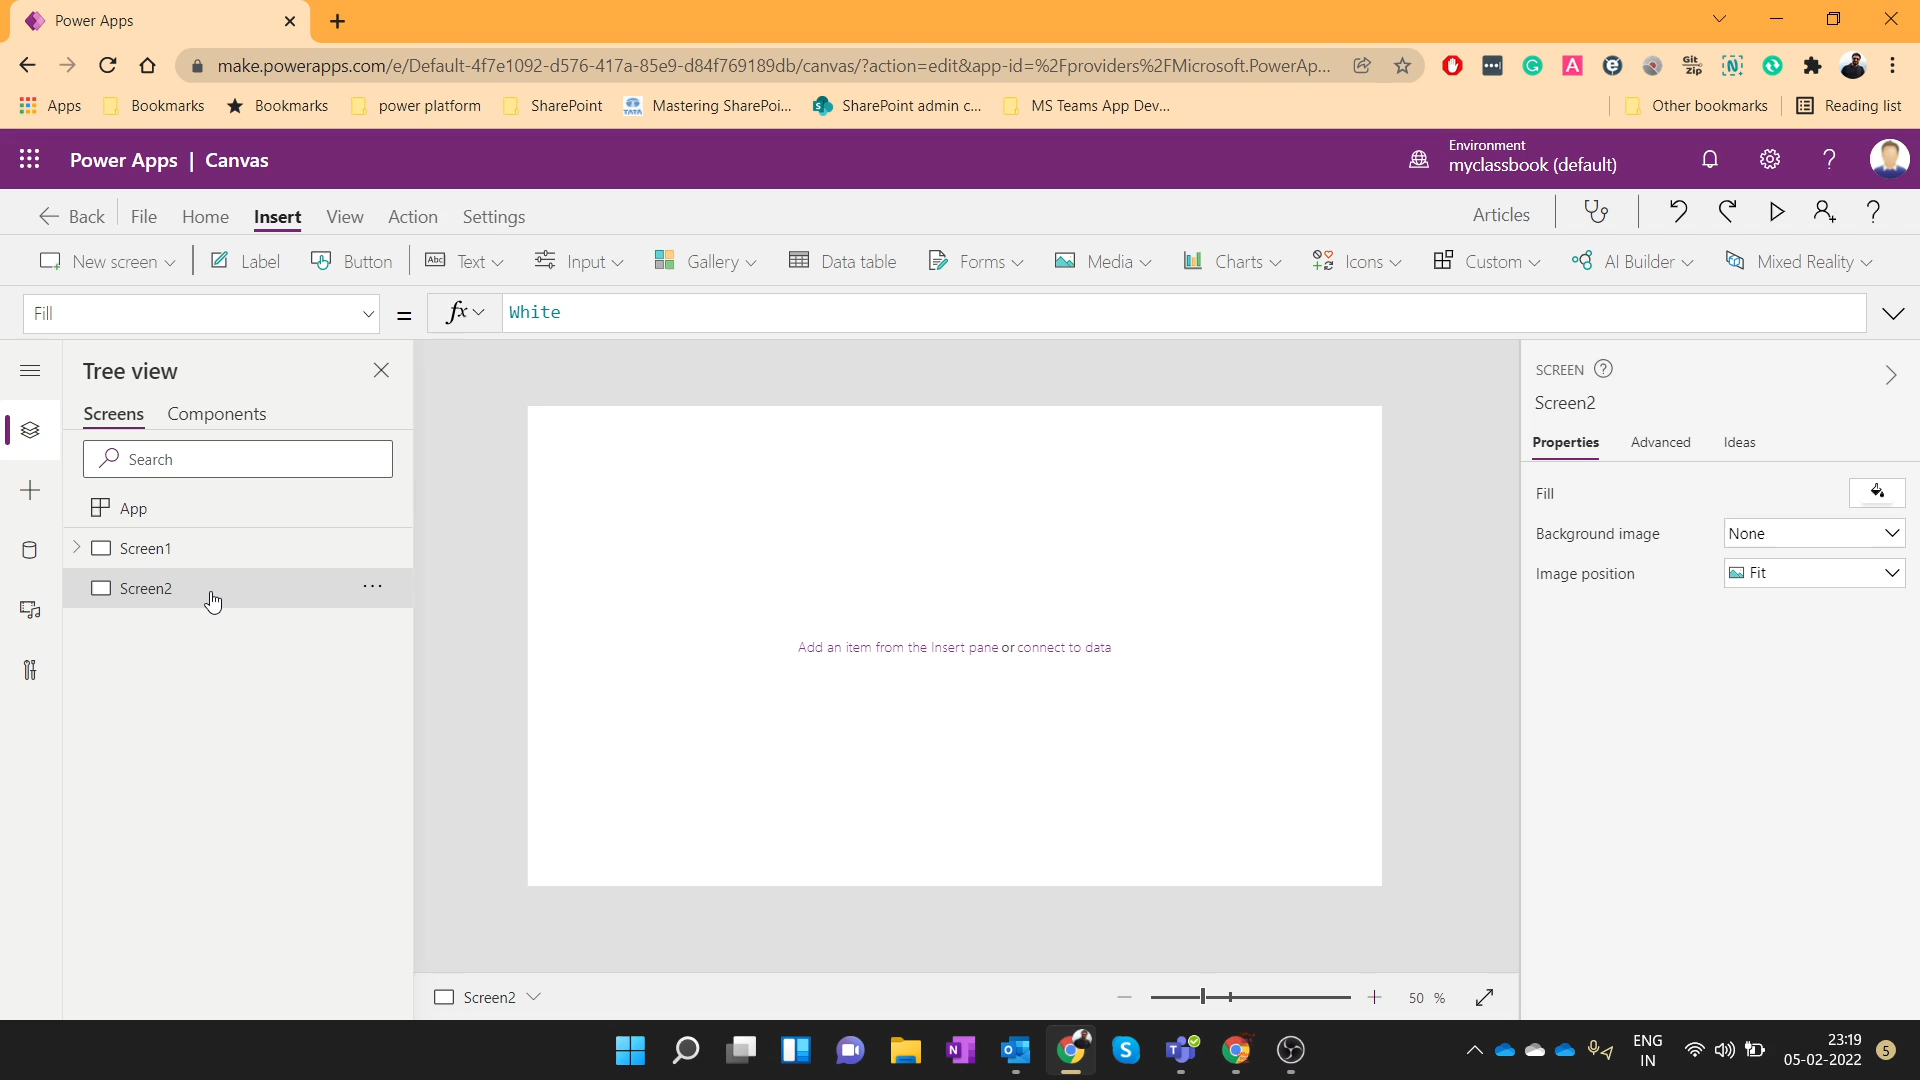 Power Apps
make.powerapps.com/e/Default-4f7e1092-d576-417a-85e9-d84f769189db/canvas/?action=edit&app-id=%2Fproviders%2FMicrosoft.PowerAp...
Apps Bookmarks Bookmarks power platform SharePoint Mastering SharePoi... SharePoint admin c... MS Teams App Dev... Other bookmarks Reading list
Power Apps | Canvas
Environment
myclassbook (default)
Back File Home Insert View Action Settings Articles
New screen Label Button Text Input Gallery Data table Forms Media Charts Icons Custom AI Builder Mixed Reality
Fill = fx White
Tree view
Screens Components
Search
App
Screen1
Screen2
Add an item from the Insert pane or connect to data
SCREEN
Screen2
Properties Advanced Ideas
Fill
Background image None
Image position Fit
Screen2 50 %
ENG
IN
23:19
05-02-2022
5